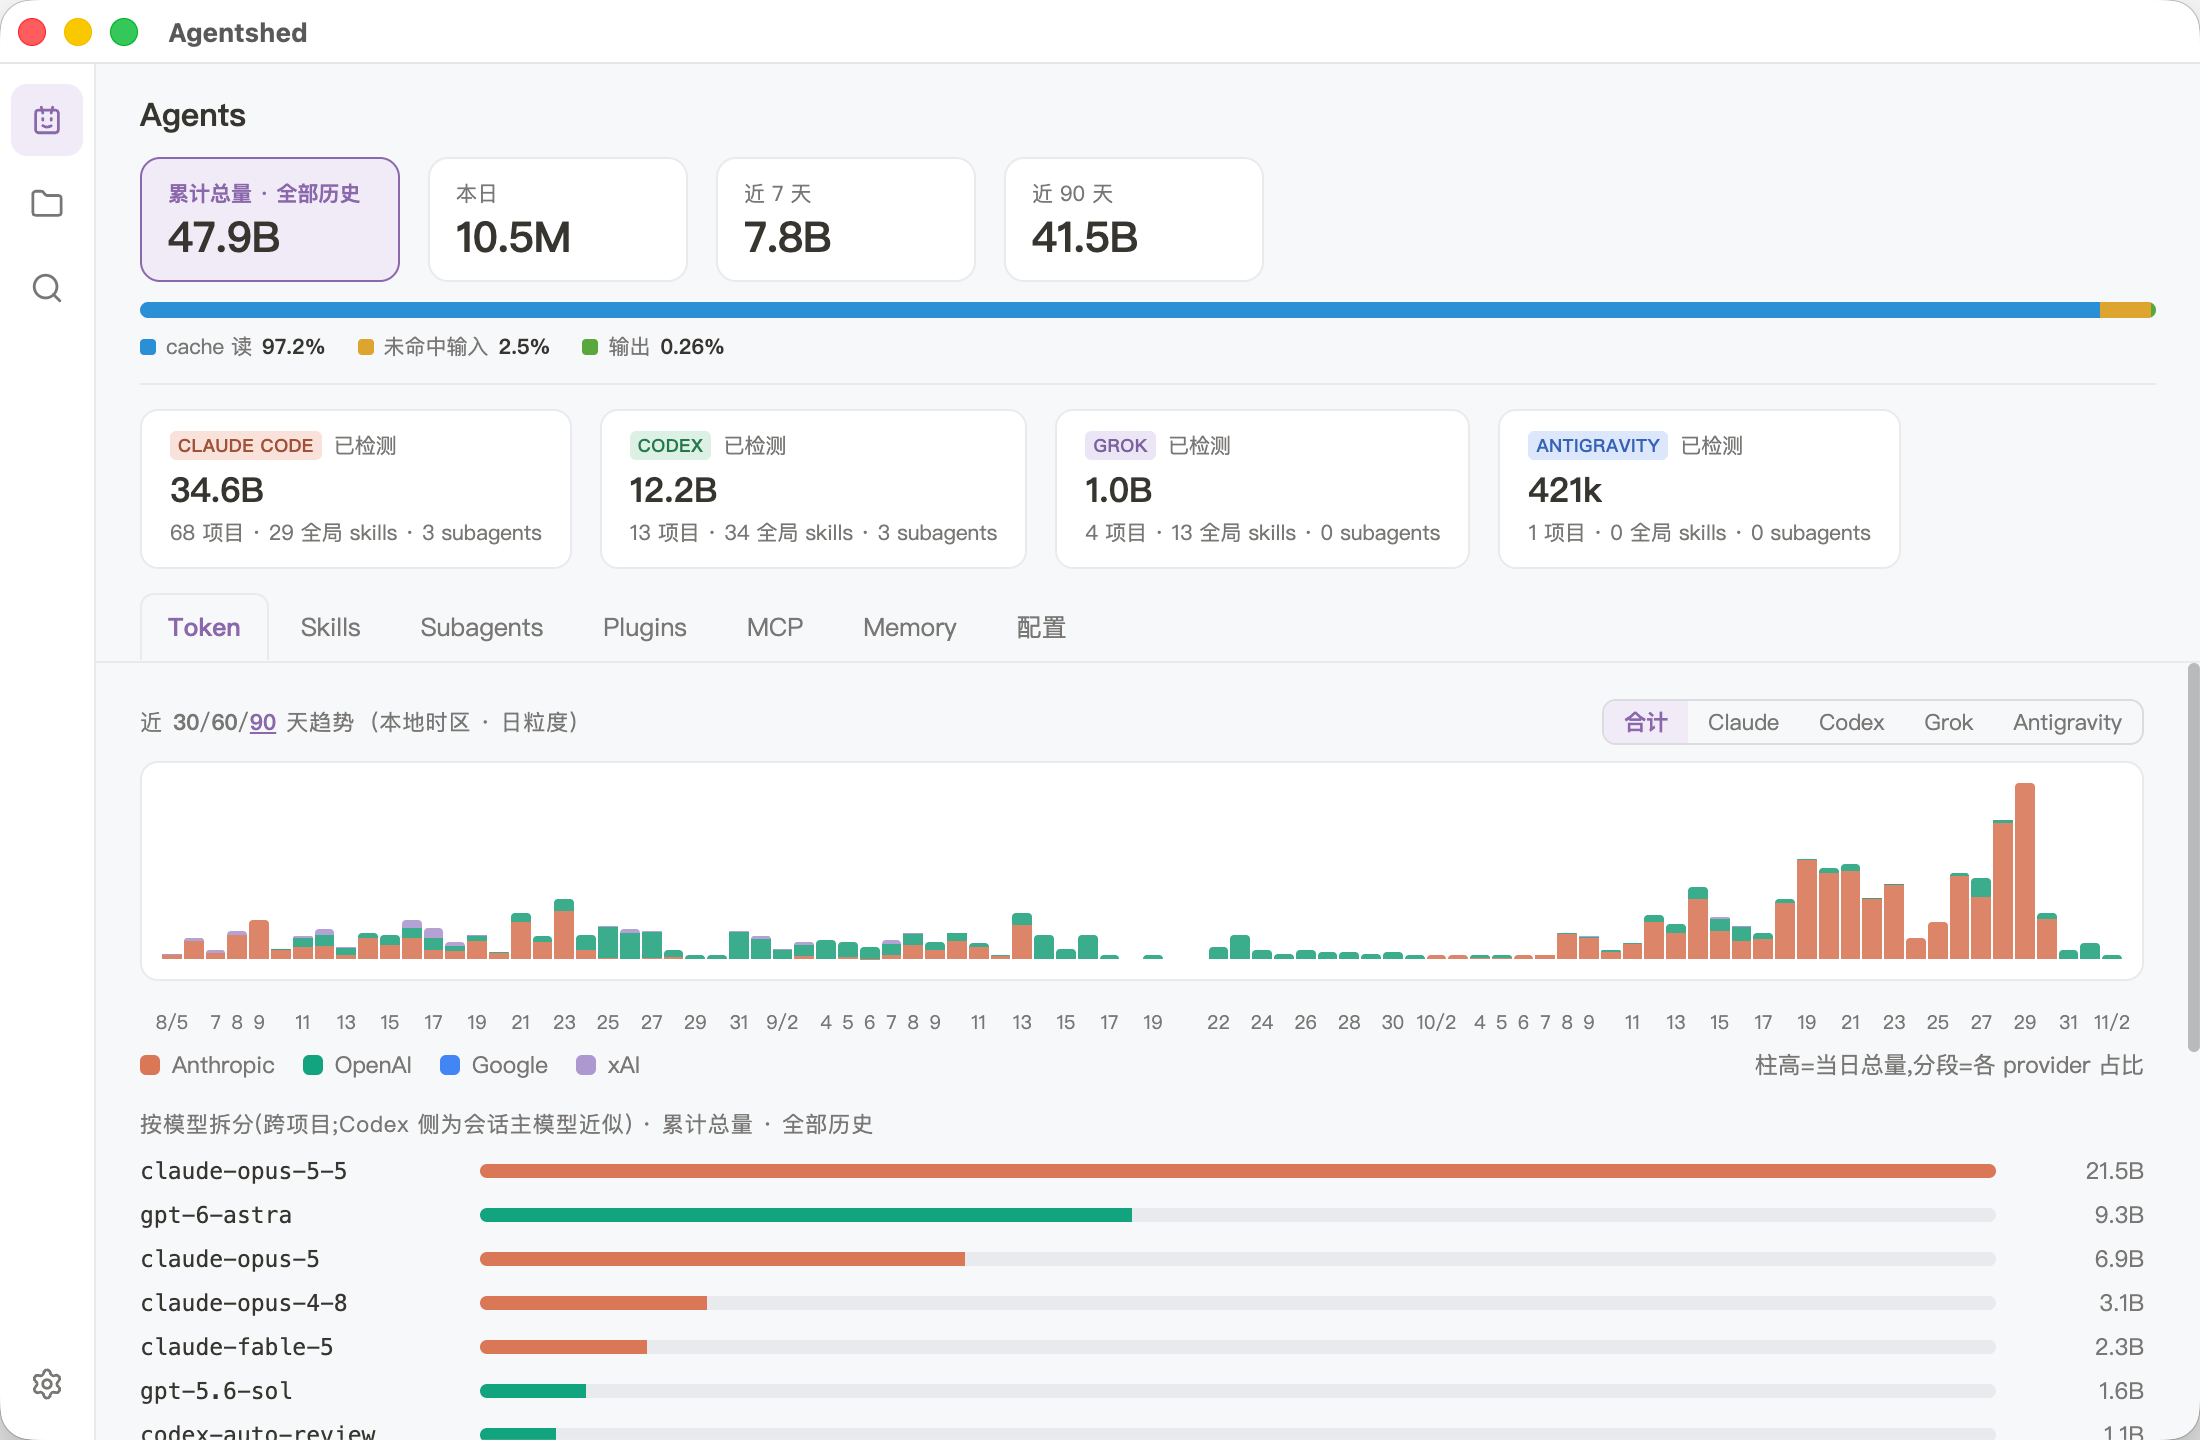 Agentshed
Agents
累计总量 · 全部历史
47.9B
本日
10.5M
近 7 天
7.8B
近 90 天
41.5B
cache 读 97.2% 未命中输入 2.5% 输出 0.26%
CLAUDE CODE 已检测
34.6B
68 项目 · 29 全局 skills · 3 subagents
CODEX 已检测
12.2B
13 项目 · 34 全局 skills · 3 subagents
GROK 已检测
1.0B
4 项目 · 13 全局 skills · 0 subagents
ANTIGRAVITY 已检测
421k
1 项目 · 0 全局 skills · 0 subagents
Token Skills Subagents Plugins MCP Memory 配置
近 30/60/90 天趋势（本地时区 · 日粒度）
合计 Claude Codex Grok Antigravity
8/5 7 8 9 11 13 15 17 19 21 23 25 27 29 31 9/2 4 5 6 7 8 9 11 13 15 17 19 22 24 26 28 30 10/2 4 5 6 7 8 9 11 13 15 17 19 21 23 25 27 29 31 11/2
Anthropic OpenAI Google xAI
柱高=当日总量,分段=各 provider 占比
按模型拆分(跨项目;Codex 侧为会话主模型近似) · 累计总量 · 全部历史
claude-opus-5-5 21.5B
gpt-6-astra 9.3B
claude-opus-5 6.9B
claude-opus-4-8 3.1B
claude-fable-5 2.3B
gpt-5.6-sol 1.6B
codex-auto-review 1.1B